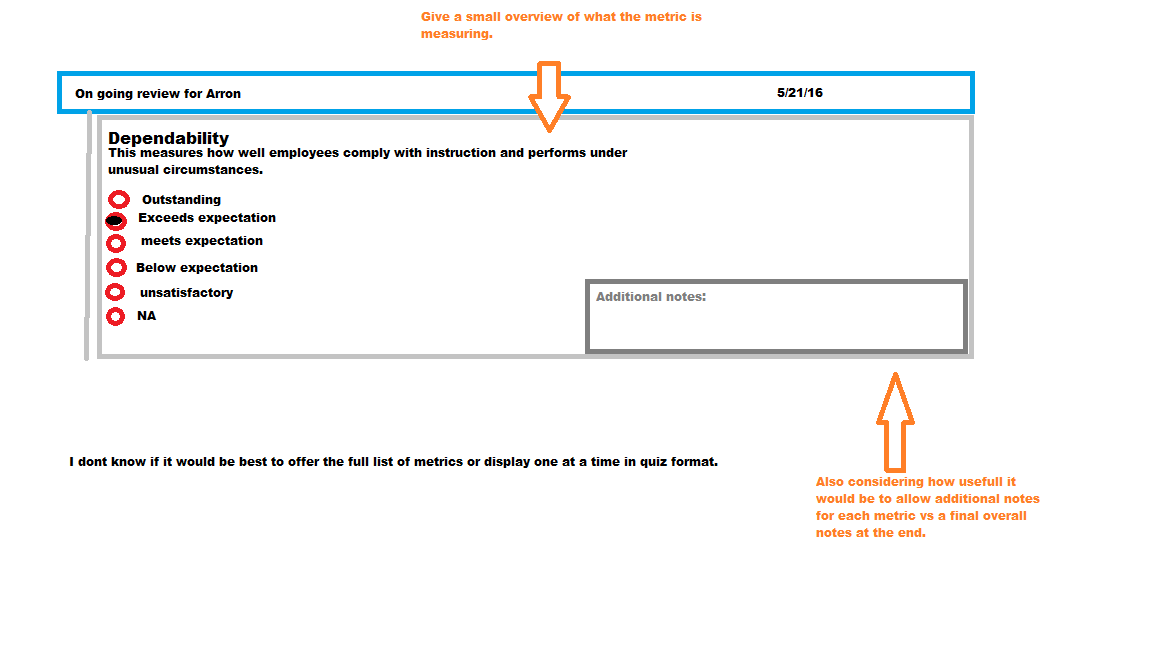 Give a small overview of what the metric is
measuring.
On going review for Arron 5/21/16
Dependability
This measures how well employees comply with instruction and performs under
unusual circumstances.
Outstanding
Exceeds expectation
meets expectation
Below expectation
unsatisfactory
NA
Additional notes:
I dont know if it would be best to offer the full list of metrics or display one at a time in quiz format.
Also considering how usefull it
would be to allow additional notes
for each metric vs a final overall
notes at the end.